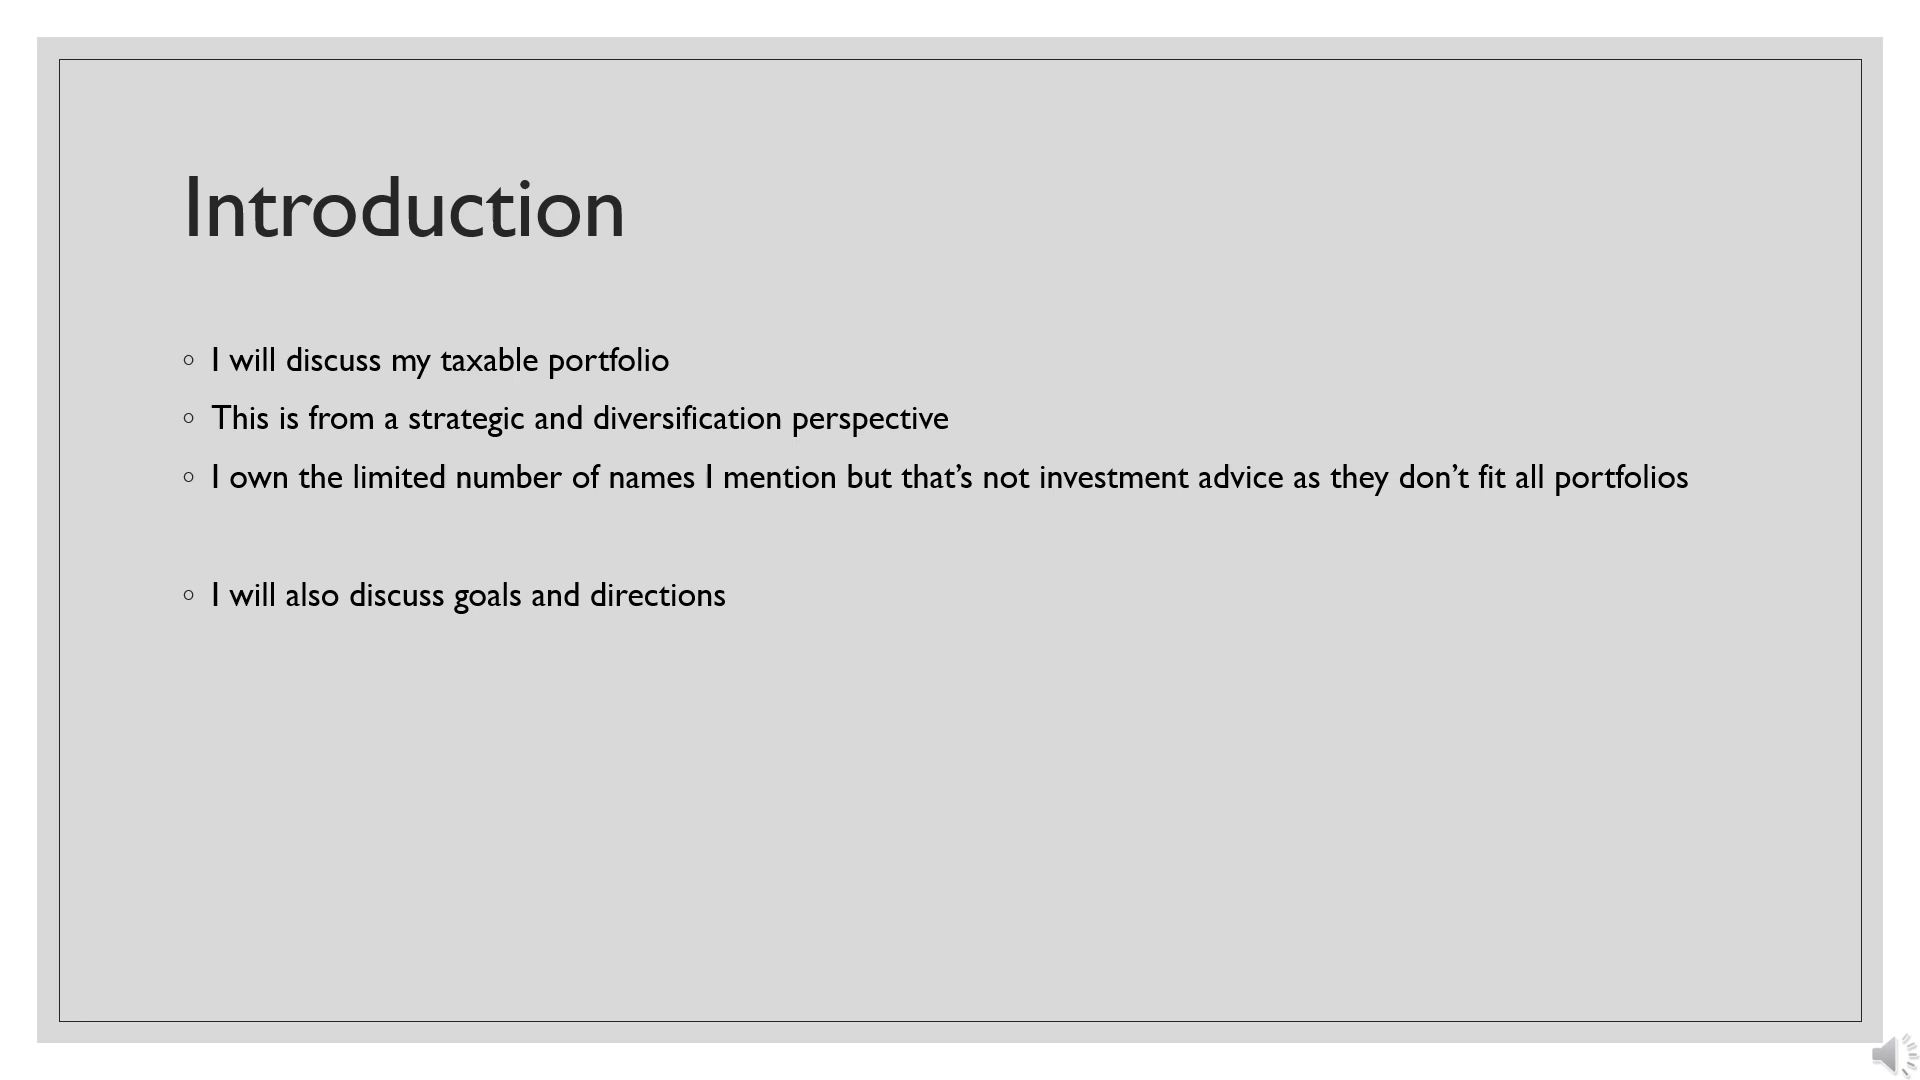 Introduction
◦ I will discuss my taxable portfolio
◦ This is from a strategic and diversification perspective
◦ I own the limited number of names I mention but that’s not investment advice as they don’t fit all portfolios
◦ I will also discuss goals and directions